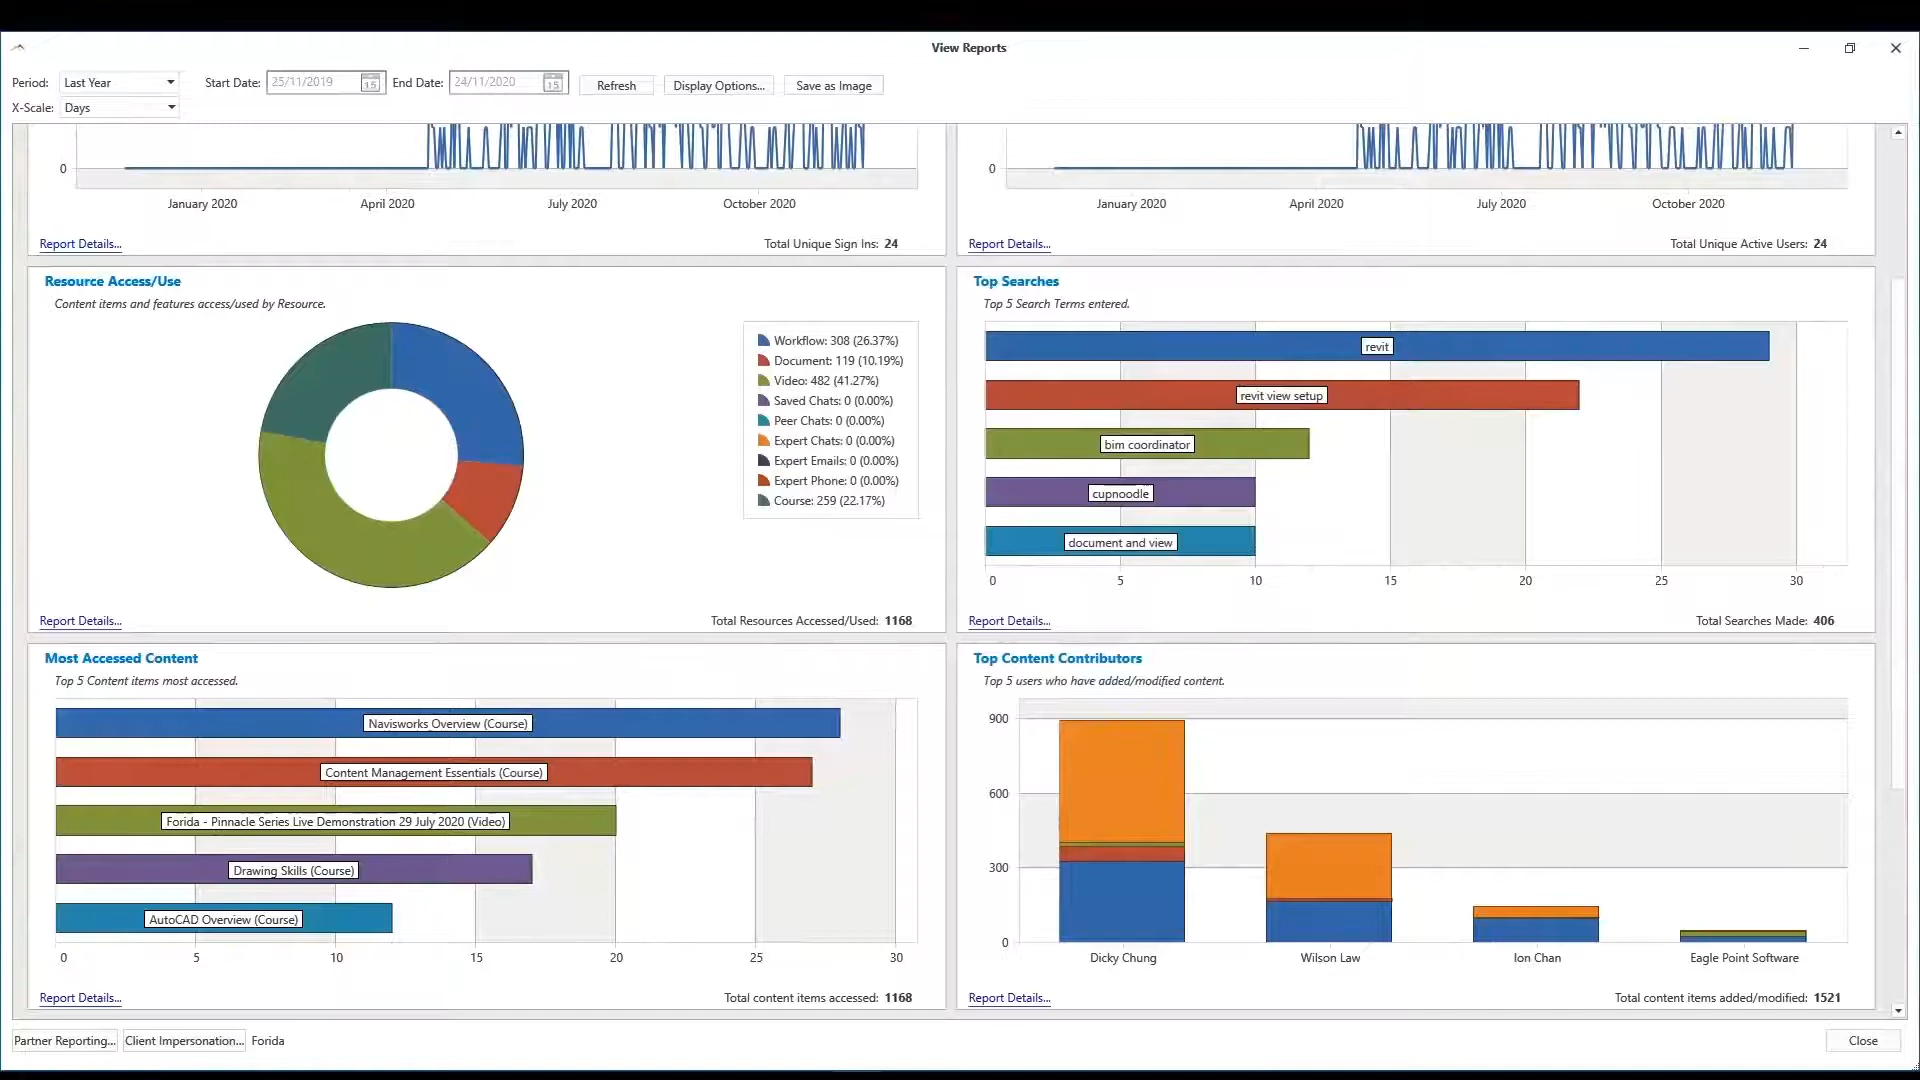 View Reports
Period: Last Year Start Date: 25/11/2019 15 End Date: 24/11/2020 15 Refresh Display Options... Save as Image
X-Scale: Days
0
January 2020 April 2020 July 2020 October 2020
Report Details... Total Unique Sign Ins: 24
0
January 2020 April 2020 July 2020 October 2020
Report Details... Total Unique Active Users: 24
Resource Access/Use
Content items and features access/used by Resource.
Workflow: 308 (26.37%)
Document: 119 (10.19%)
Video: 482 (41.27%)
Saved Chats: 0 (0.00%)
Peer Chats: 0 (0.00%)
Expert Chats: 0 (0.00%)
Expert Emails: 0 (0.00%)
Expert Phone: 0 (0.00%)
Course: 259 (22.17%)
Report Details... Total Resources Accessed/Used: 1168
Top Searches
Top 5 Search Terms entered.
revit
revit view setup
bim coordinator
cupnoodle
document and view
0 5 10 15 20 25 30
Report Details... Total Searches Made: 406
Most Accessed Content
Top 5 Content items most accessed.
Navisworks Overview (Course)
Content Management Essentials (Course)
Forida - Pinnacle Series Live Demonstration 29 July 2020 (Video)
Drawing Skills (Course)
AutoCAD Overview (Course)
0 5 10 15 20 25 30
Report Details... Total content items accessed: 1168
Top Content Contributors
Top 5 users who have added/modified content.
900
600
300
0
Dicky Chung Wilson Law Ion Chan Eagle Point Software
Report Details... Total content items added/modified: 1521
Partner Reporting... Client Impersonation... Forida Close